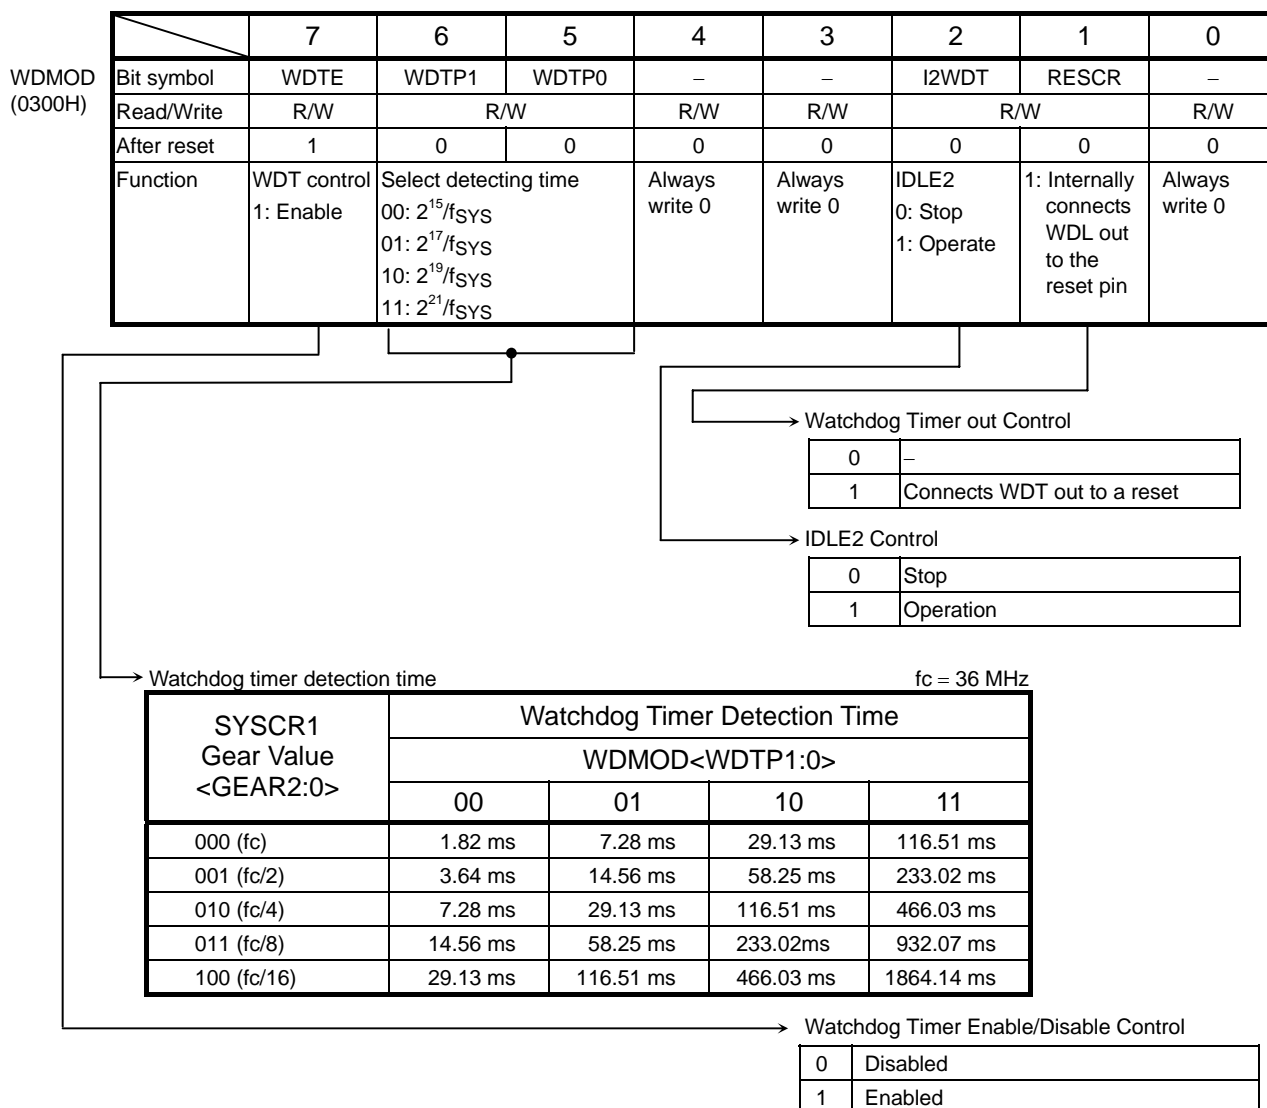 7 6 5 4 3 2 1 0
WDMOD (0300H)
Bit symbol WDTE WDTP1 WDTP0 – – I2WDT RESCR –
Read/Write R/W R/W R/W R/W R/W R/W
After reset 1 0 0 0 0 0 0 0
Function
WDT control
1: Enable
Select detecting time
00: 2^15/fSYS
01: 2^17/fSYS
10: 2^19/fSYS
11: 2^21/fSYS
Always
write 0
Always
write 0
IDLE2
0: Stop
1: Operate
1: Internally
connects
WDL out
to the
reset pin
Always
write 0
Watchdog Timer out Control
0 –
1 Connects WDT out to a reset
IDLE2 Control
0 Stop
1 Operation
Watchdog timer detection time fc = 36 MHz
SYSCR1
Gear Value
<GEAR2:0>
Watchdog Timer Detection Time
WDMOD<WDTP1:0>
00 01 10 11
000 (fc) 1.82 ms 7.28 ms 29.13 ms 116.51 ms
001 (fc/2) 3.64 ms 14.56 ms 58.25 ms 233.02 ms
010 (fc/4) 7.28 ms 29.13 ms 116.51 ms 466.03 ms
011 (fc/8) 14.56 ms 58.25 ms 233.02ms 932.07 ms
100 (fc/16) 29.13 ms 116.51 ms 466.03 ms 1864.14 ms
Watchdog Timer Enable/Disable Control
0 Disabled
1 Enabled